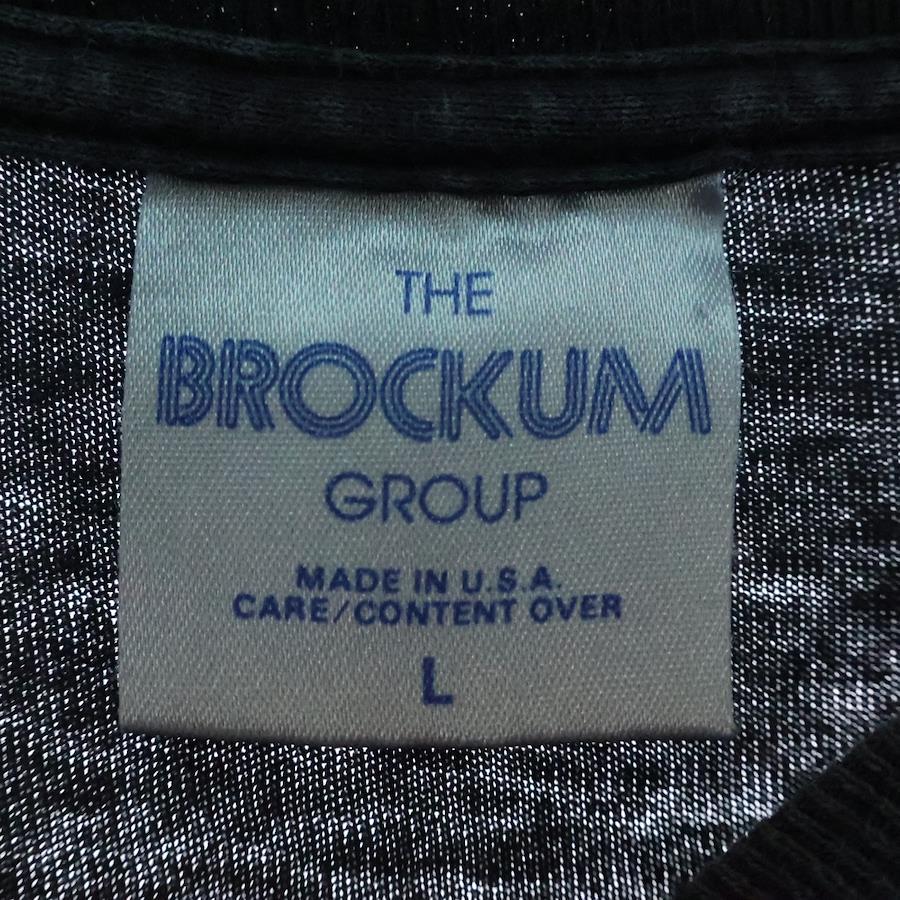 THE
BROCKUM
GROUP
MADE IN U.S.A.
CARE/CONTENT OVER
L